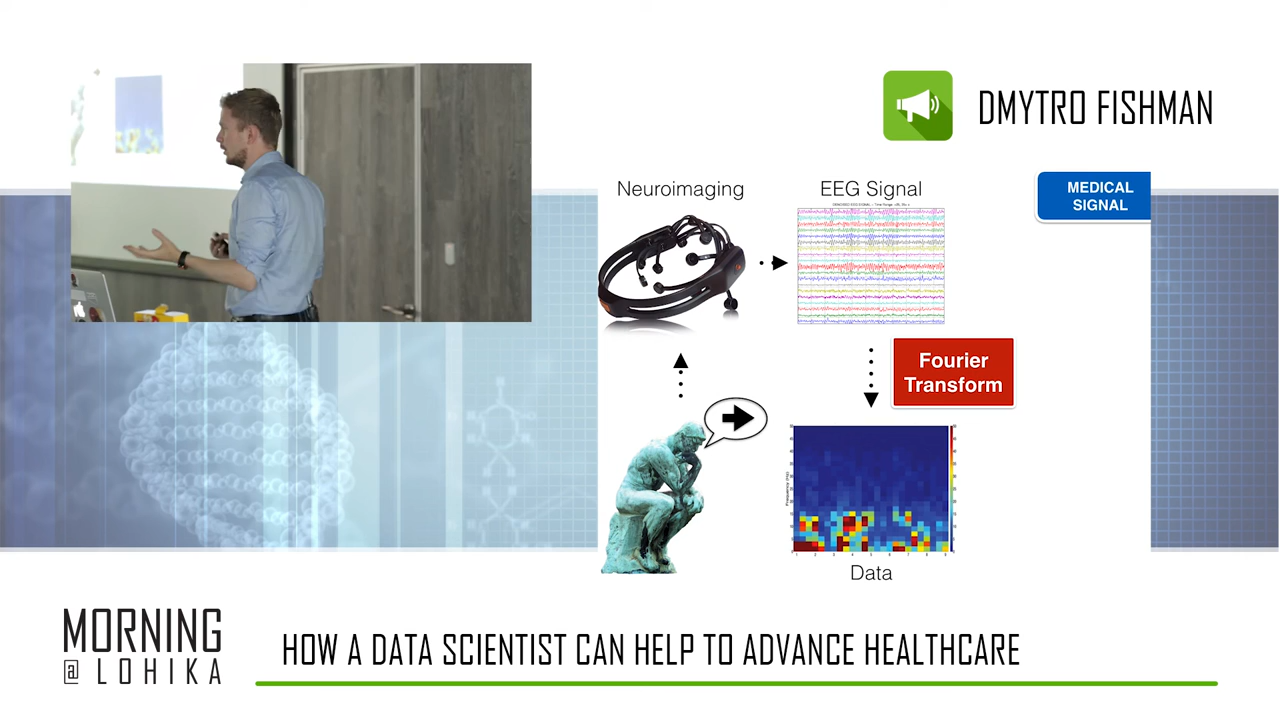 DMYTRO FISHMAN
Neuroimaging
EEG Signal
MEDICAL
SIGNAL
Fourier
Transform
Data
MORNING
@ LOHIKA
HOW A DATA SCIENTIST CAN HELP TO ADVANCE HEALTHCARE